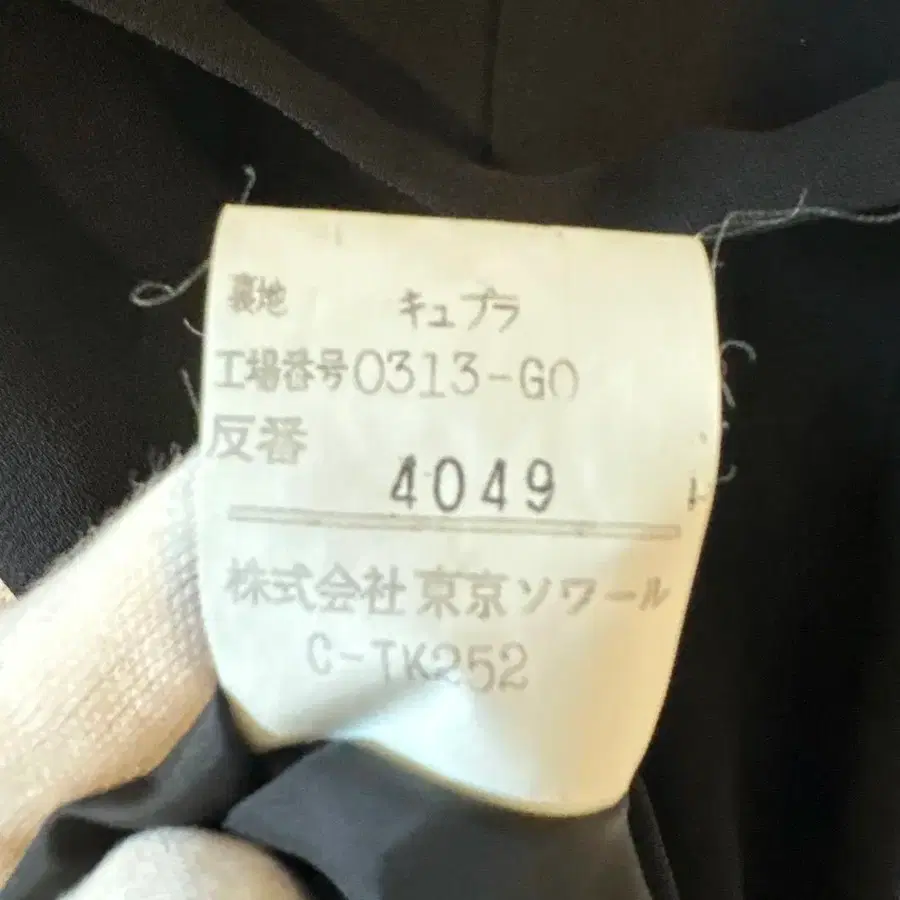 裏地 キュプラ
工場番号0313-GO
反番
4049
株式会社東京ソワール
C-TK252